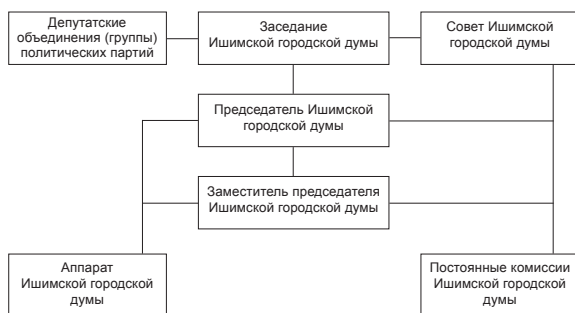 Депутатские
объединения (группы)
политических партий
Заседание
Ишимской городской думы
Совет Ишимской
городской думы
Председатель Ишимской
городской думы
Заместитель председателя
Ишимской городской думы
Аппарат
Ишимской городской
думы
Постоянные комиссии
Ишимской городской
думы